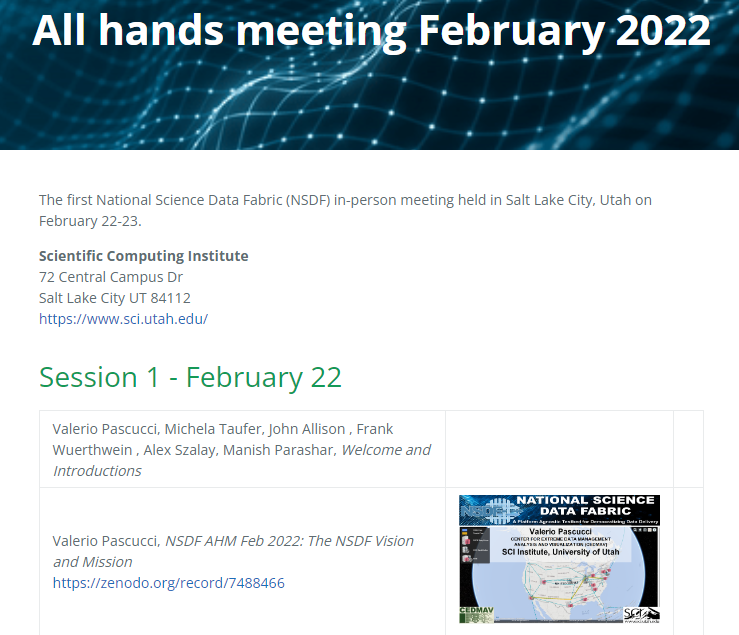 All hands meeting February 2022
The first National Science Data Fabric (NSDF) in-person meeting held in Salt Lake City, Utah on
February 22-23.
Scientific Computing Institute
72 Central Campus Dr
Salt Lake City UT 84112
https://www.sci.utah.edu/
Session 1 - February 22
Valerio Pascucci, Michela Taufer, John Allison , Frank
Wuerthwein , Alex Szalay, Manish Parashar, Welcome and
Introductions
Valerio Pascucci, NSDF AHM Feb 2022: The NSDF Vision
and Mission
https://zenodo.org/record/7488466
NSDF
NATIONAL SCIENCE
DATA FABRIC
A Platform Agnostic Testbed for Democratizing Data Delivery
Valerio Pascucci
CENTER FOR EXTREME DATA MANAGEMENT
ANALYSIS AND VISUALIZATION (CEDMAV)
SCI Institute, University of Utah
CEDMAV
SCI